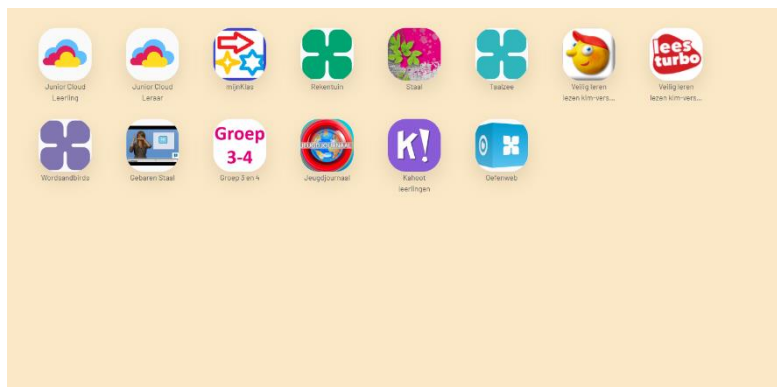 lees
turbo
Junior Cloud
Leerling
Junior Cloud
Leraar
mijnKlas
Rekentuin
Staal
Taalzee
Veilig leren
lezen kim-vers...
Veilig leren
lezen kim-vers...
Groep
3-4
JEUGDJOURNAAL
K!
Wordsandbirds
Gebaren Staal
Groep 3 en 4
Jeugdjournaal
Kahoot
leerlingen
Oefenweb